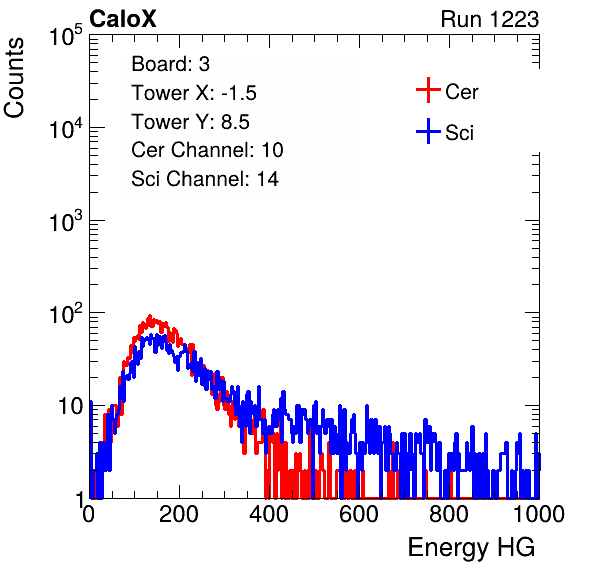 CaloX
Run 1223
Counts
10^5
10^4
10^3
10^2
10
1
Board: 3
Tower X: -1.5
Tower Y: 8.5
Cer Channel: 10
Sci Channel: 14
Cer
Sci
0 200 400 600 800 1000
Energy HG